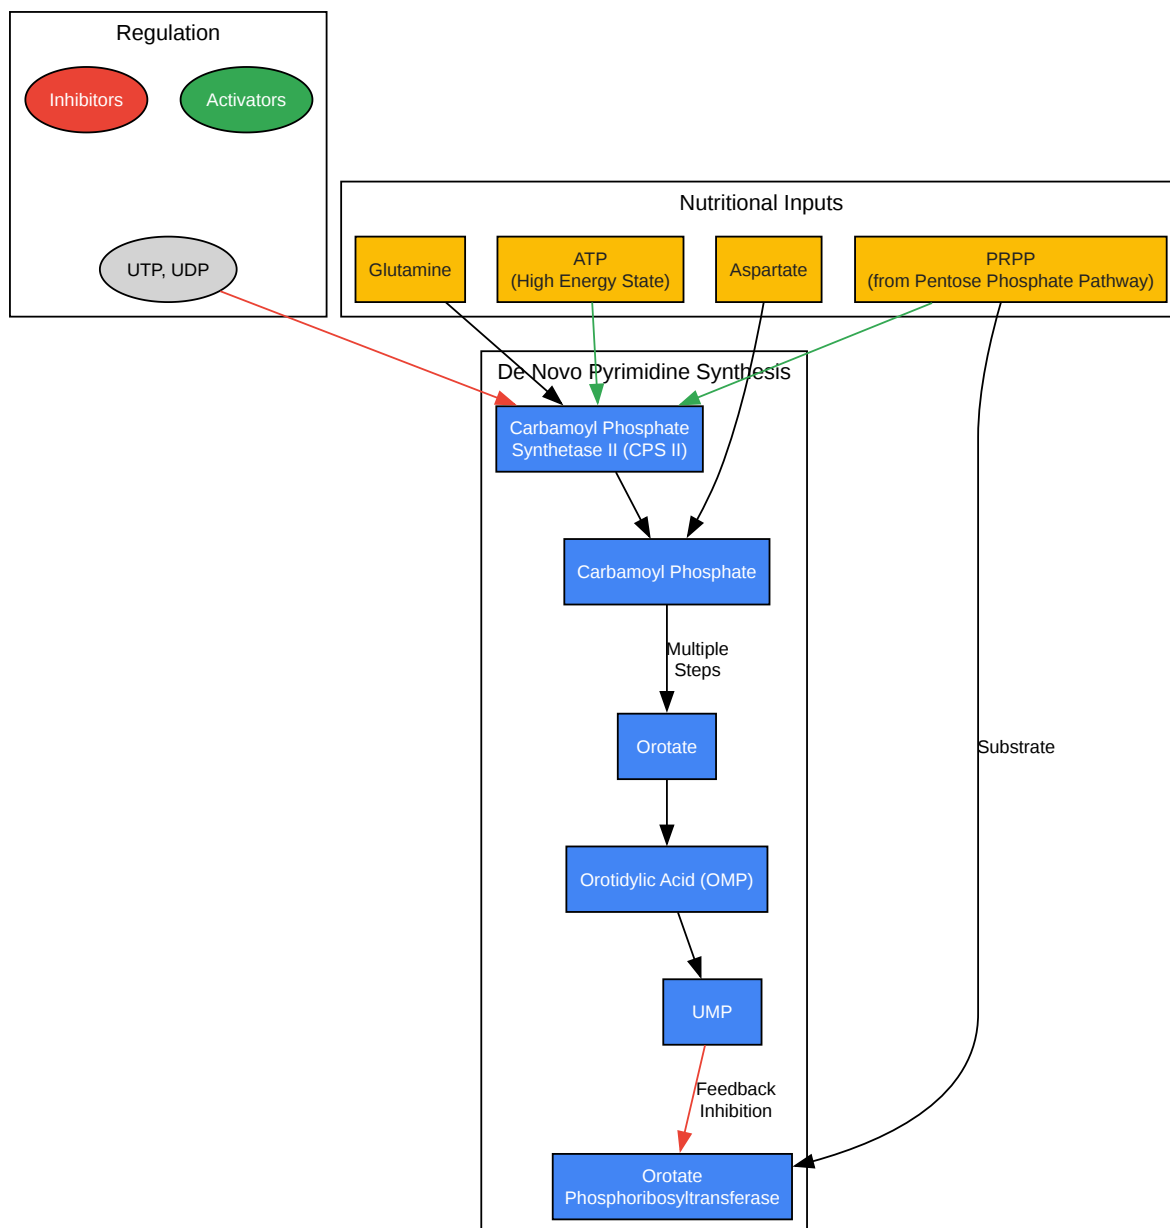 Regulation
Inhibitors
Activators
UTP, UDP
Nutritional Inputs
Glutamine
ATP
(High Energy State)
Aspartate
PRPP
(from Pentose Phosphate Pathway)
De Novo Pyrimidine Synthesis
Carbamoyl Phosphate
Synthetase II (CPS II)
Carbamoyl Phosphate
Multiple
Steps
Orotate
Substrate
Orotidylic Acid (OMP)
UMP
Feedback
Inhibition
Orotate
Phosphoribosyltransferase